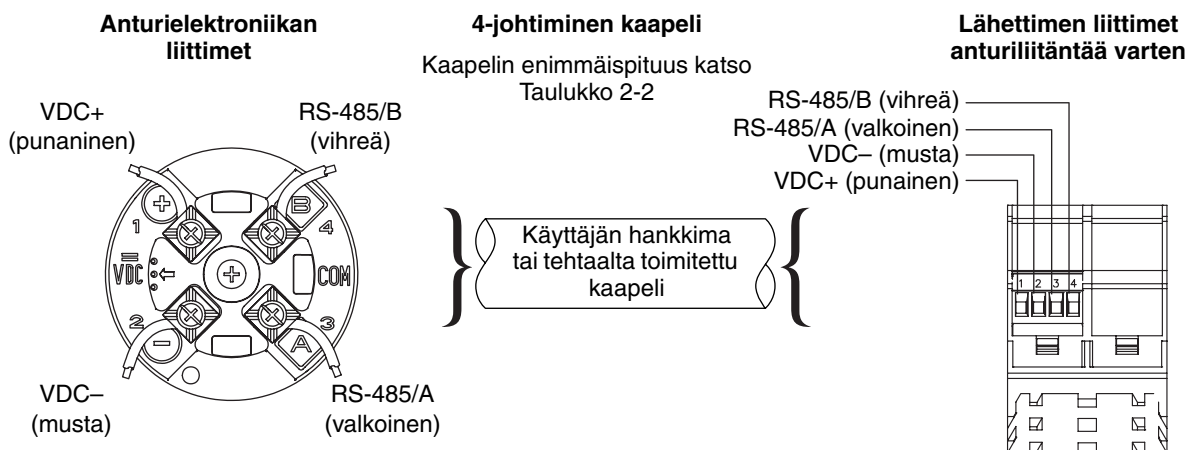 Anturielektroniikan
liittimet
4-johtiminen kaapeli
Kaapelin enimmäispituus katso
Taulukko 2-2
Lähettimen liittimet
anturiliitäntää varten
VDC+
(punaninen)
RS-485/B
(vihreä)
RS-485/B (vihreä)
RS-485/A (valkoinen)
VDC– (musta)
VDC+ (punainen)
B
1
4
VDC
COM
2
3
A
Käyttäjän hankkima
tai tehtaalta toimitettu
kaapeli
1 2 3 4
VDC–
(musta)
RS-485/A
(valkoinen)